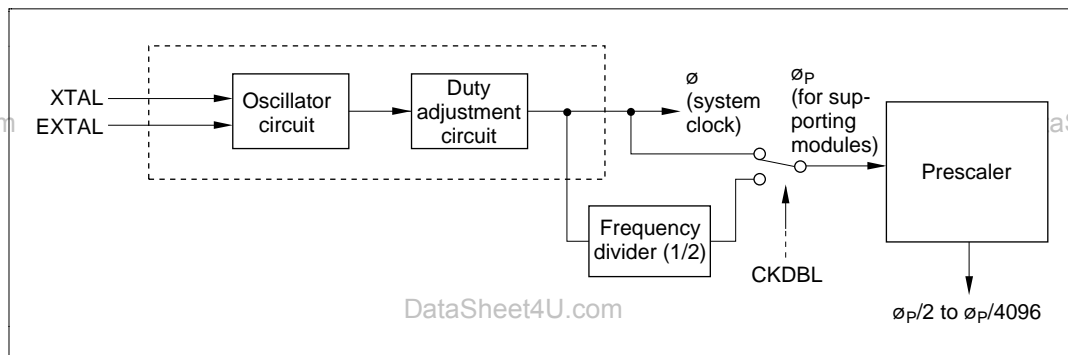 XTAL
EXTAL
Oscillator
circuit
Duty
adjustment
circuit
ø
(system
clock)
øP
(for sup-
porting
modules)
Prescaler
Frequency
divider (1/2)
CKDBL
øP/2 to øP/4096
DataSheet4U.com
m
aS